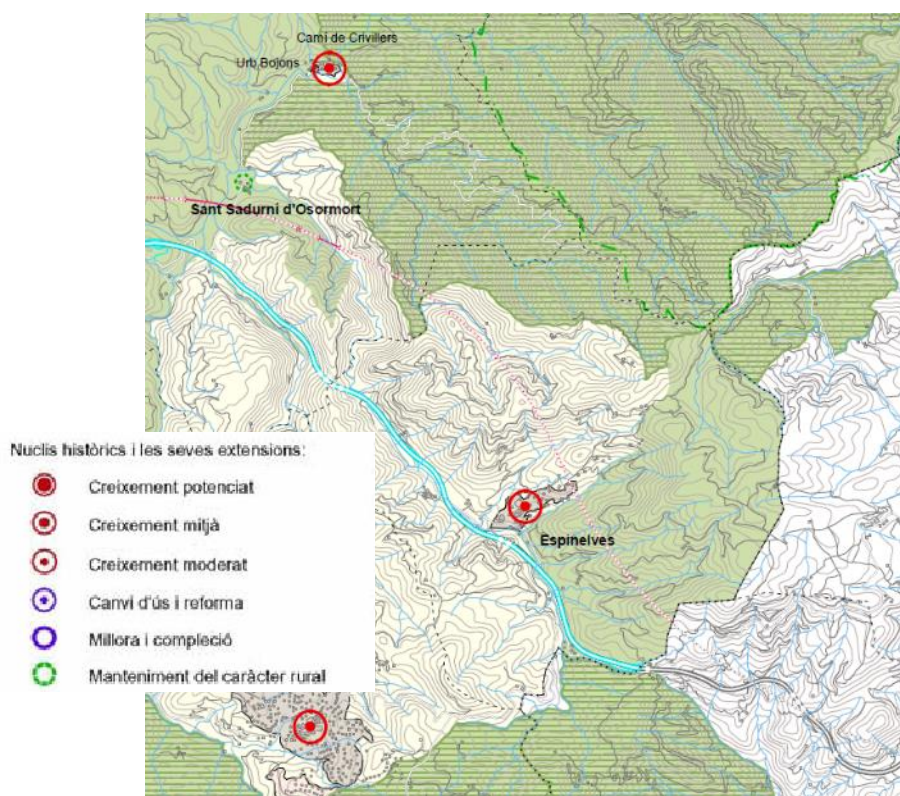 Camí de Crivillers
Urb.Bojons
Sant Sadurní d'Osormort
Espinelves
Nuclis històrics i les seves extensions:
Creixement potenciat
Creixement mitjà
Creixement moderat
Canvi d'ús i reforma
Millora i compleció
Manteniment del caràcter rural